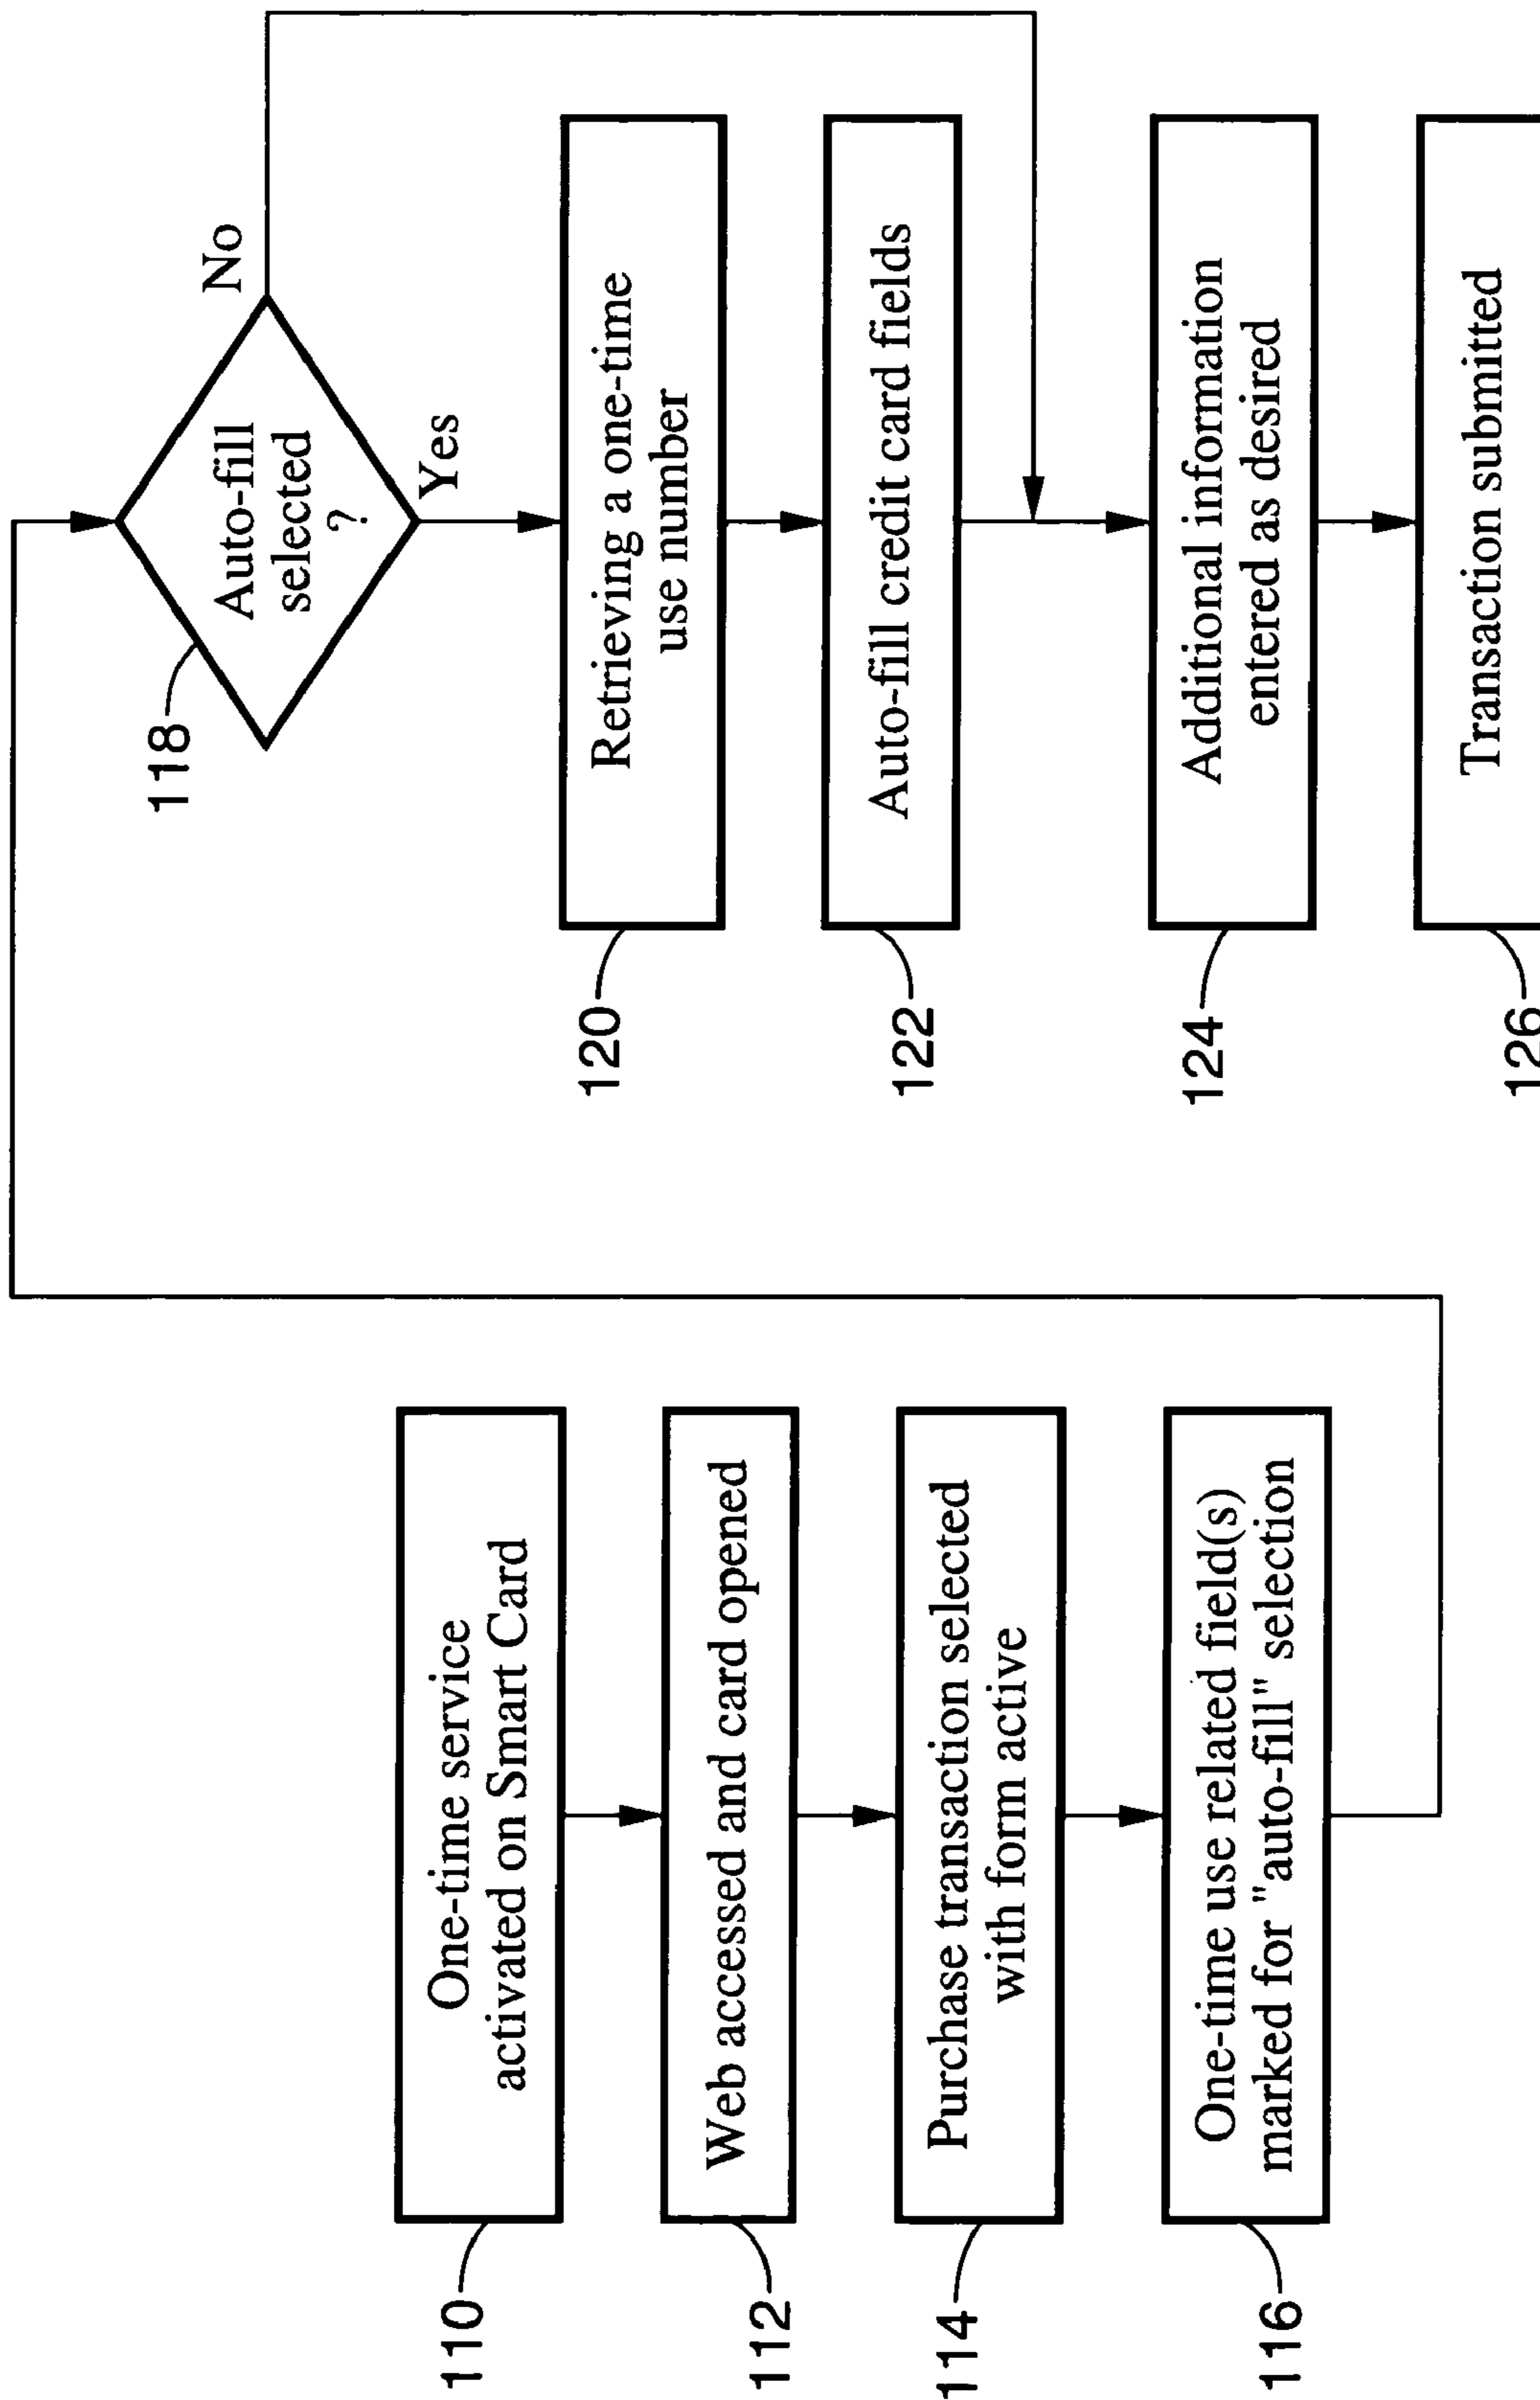 110
One-time service
activated on Smart Card
112
Web accessed and card opened
114
Purchase transaction selected
with form active
116
One-time use related field(s)
marked for "auto-fill" selection
118
Auto-fill
selected
?
No
Yes
120
Retrieving a one-time
use number
122
Auto-fill credit card fields
124
Additional information
entered as desired
126
Transaction submitted